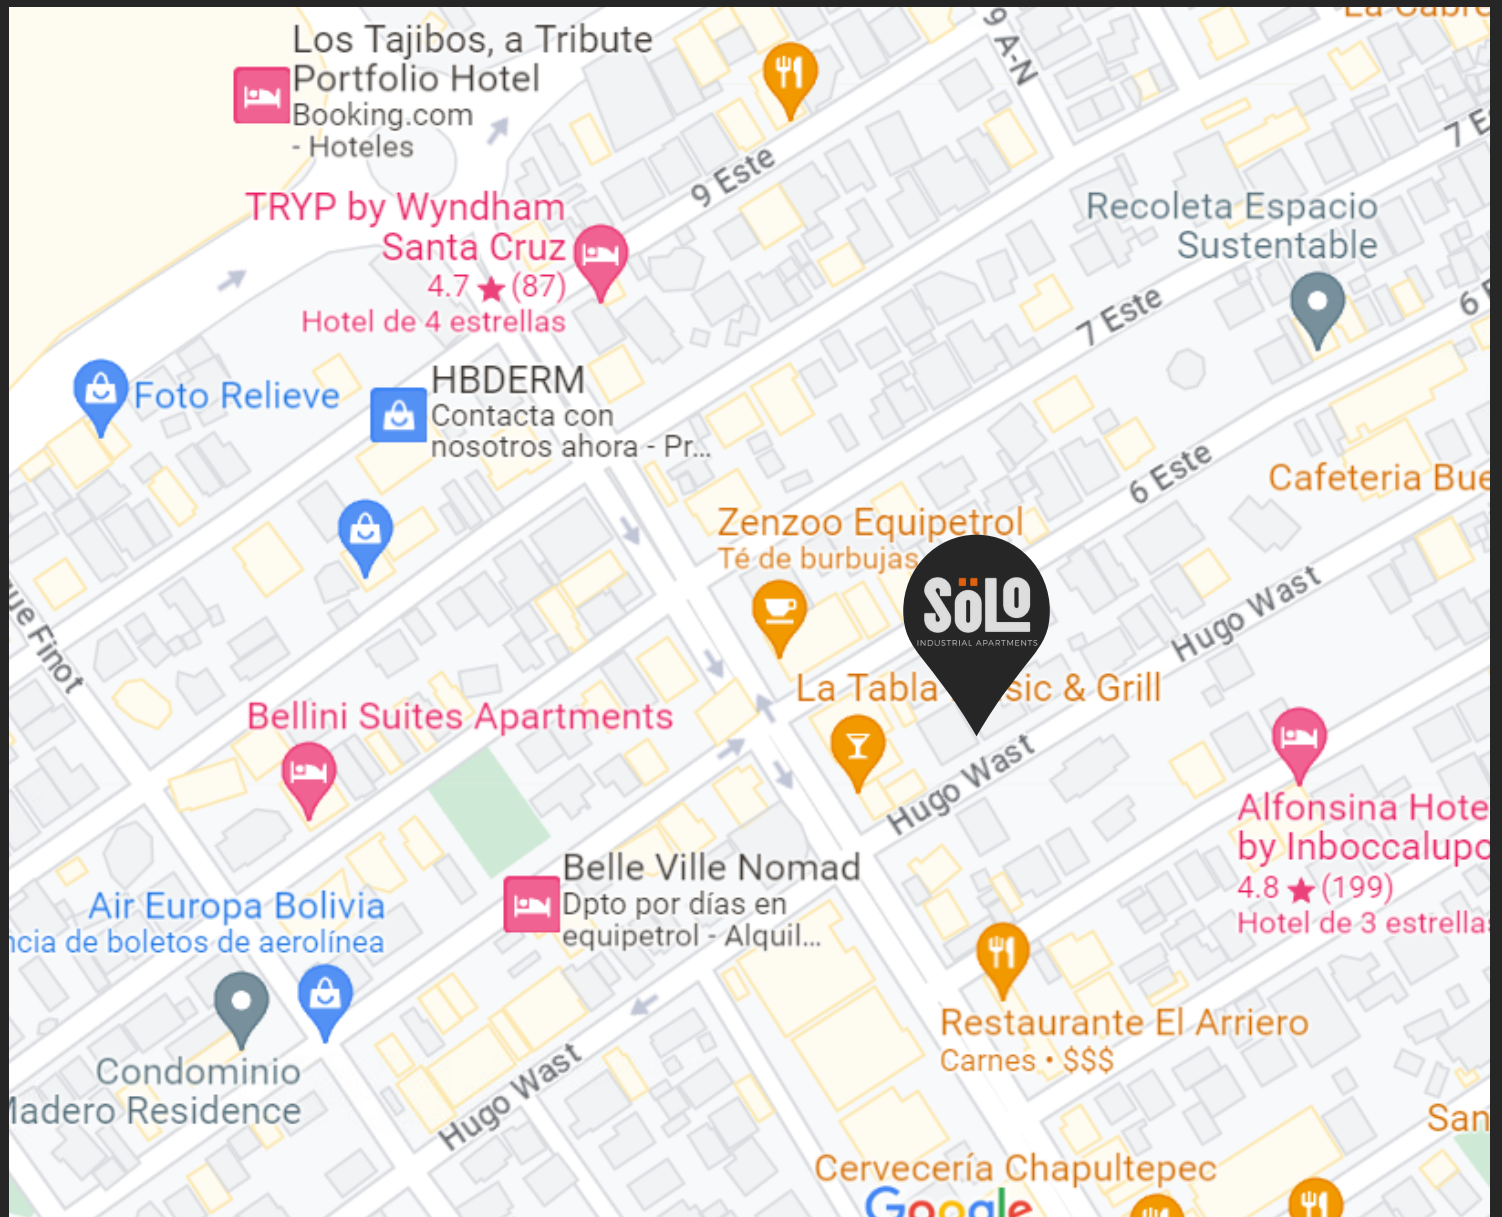 Los Tajibos, a Tribute
Portfolio Hotel
Booking.com
- Hoteles
9 A-N
9 Este
TRYP by Wyndham
Santa Cruz
4.7 ★ (87)
Hotel de 4 estrellas
Recoleta Espacio
Sustentable
7 Este
Foto Relieve
HBDERM
Contacta con
nosotros ahora - Pr...
6 Este
Cafeteria Bue
Zenzoo Equipetrol
Té de burbujas
SöLo
INDUSTRIAL APARTMENTS
Hugo Wast
ue Finot
La Tabla sic & Grill
Bellini Suites Apartments
Hugo Wast
Alfonsina Hote
by Inboccalupo
4.8 ★ (199)
Hotel de 3 estrellas
Belle Ville Nomad
Dpto por días en
equipetrol - Alquil...
Air Europa Bolivia
ncia de boletos de aerolínea
Restaurante El Arriero
Carnes • $$$
Condominio
Madero Residence
Hugo Wast
San
Cervecería Chapultepec
Google